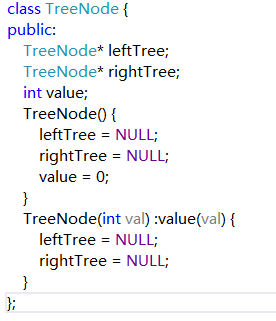 class TreeNode {
public:
    TreeNode* leftTree;
    TreeNode* rightTree;
    int value;
    TreeNode() {
        leftTree = NULL;
        rightTree = NULL;
        value = 0;
    }
    TreeNode(int val) :value(val) {
        leftTree = NULL;
        rightTree = NULL;
    }
};